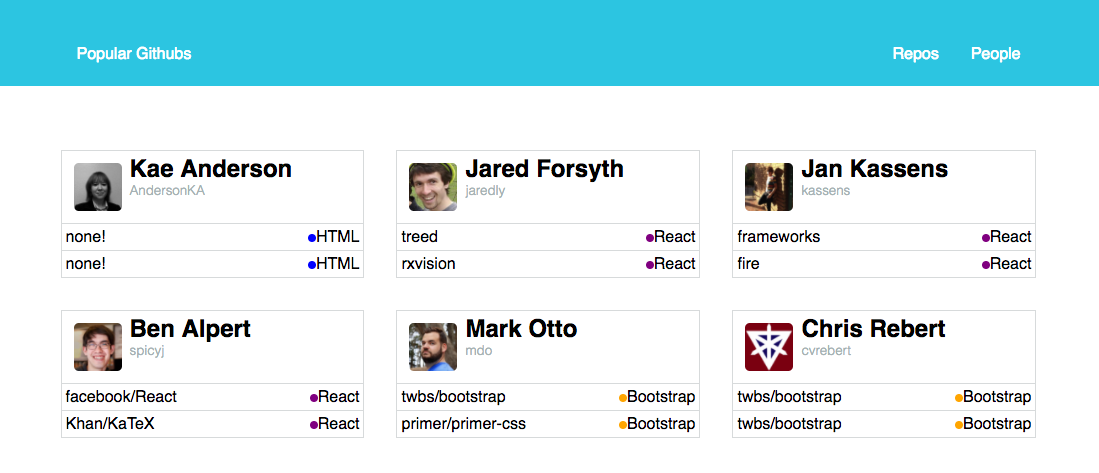 Popular Githubs Repos People
Kae Anderson
AndersonKA
none! HTML
none! HTML
Jared Forsyth
jaredly
treed React
rxvision React
Jan Kassens
kassens
frameworks React
fire React
Ben Alpert
spicyj
facebook/React React
Khan/KaTeX React
Mark Otto
mdo
twbs/bootstrap Bootstrap
primer/primer-css Bootstrap
Chris Rebert
cvrebert
twbs/bootstrap Bootstrap
twbs/bootstrap Bootstrap